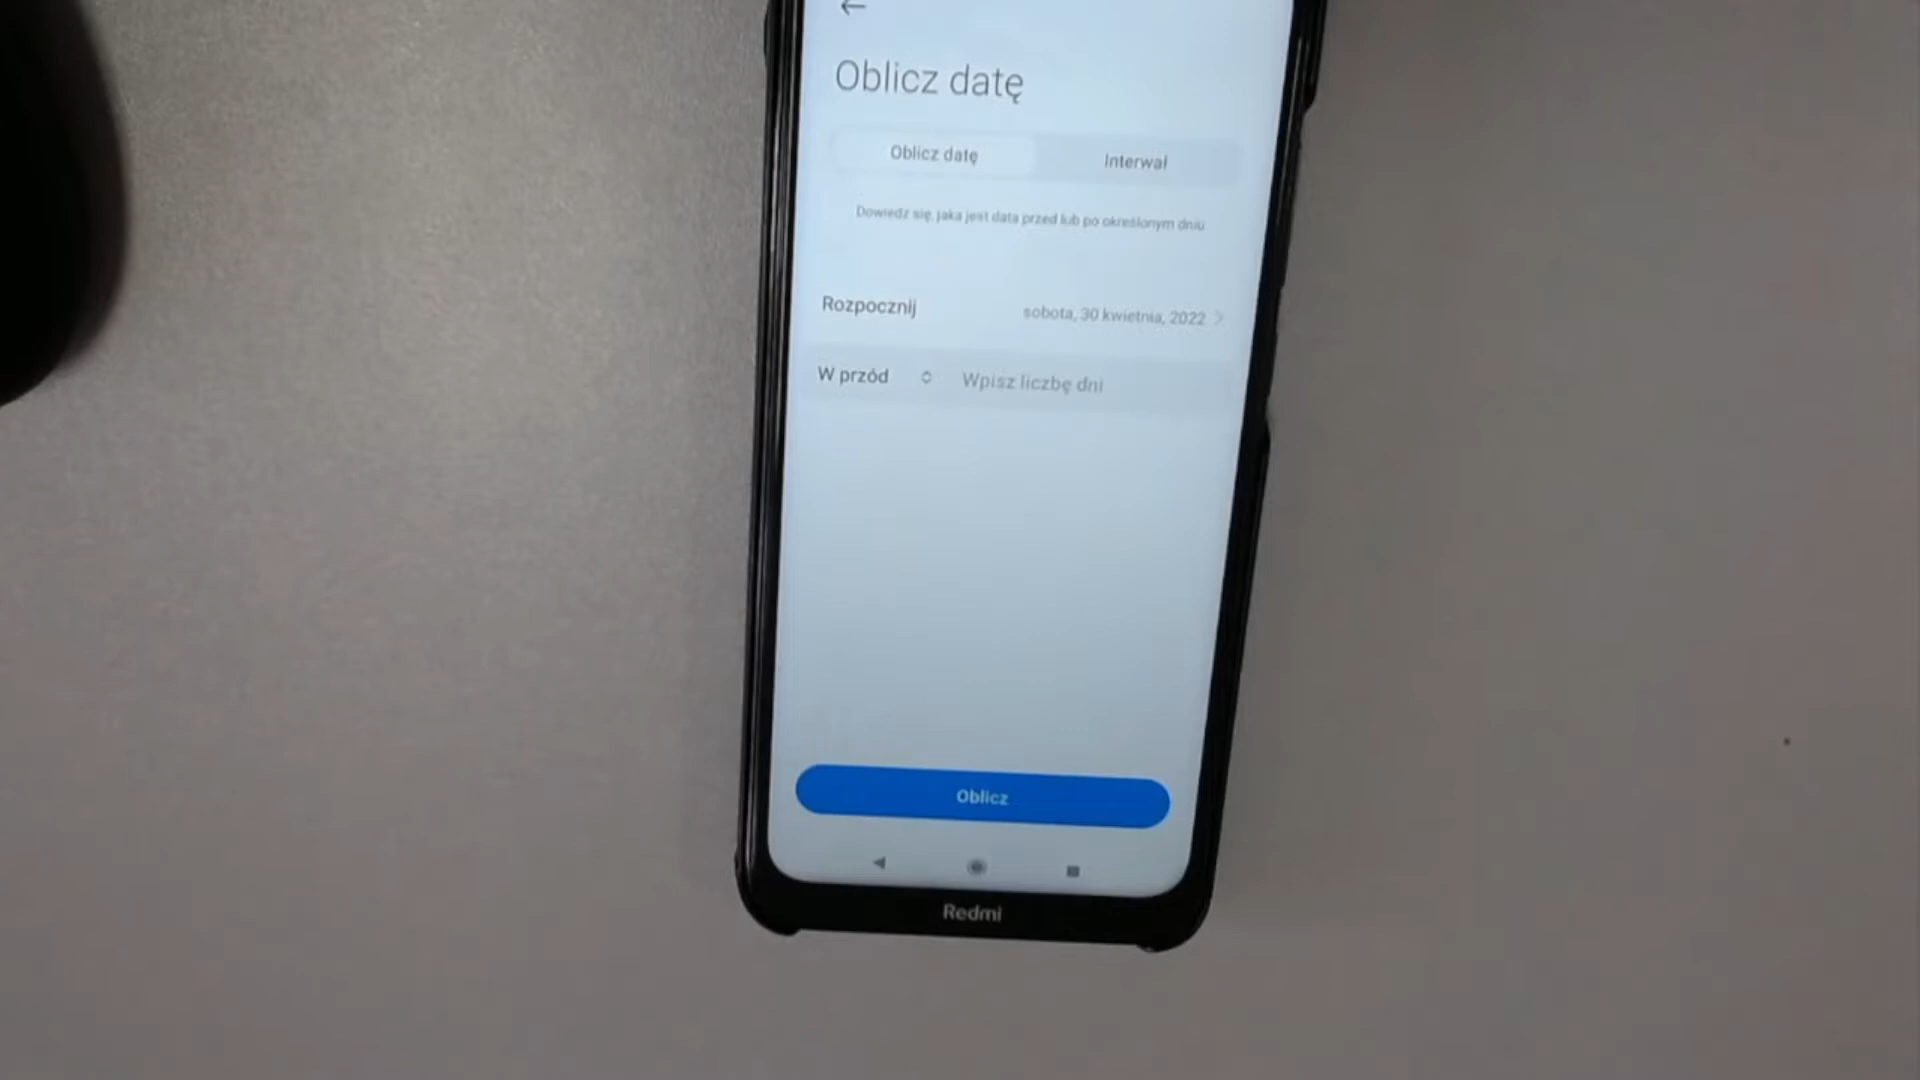 Oblicz datę
Oblicz datę Interwał
Dowiedz się, jaka jest data przed lub po określonym dniu
Rozpocznij sobota, 30 kwietnia, 2022
W przód Wpisz liczbę dni
Oblicz
Redmi